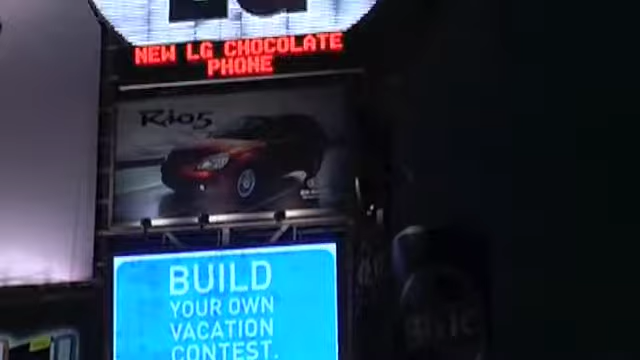 NEW LG CHOCOLATE
PHONE
Rio5
BUILD
YOUR OWN
VACATION
CONTEST.